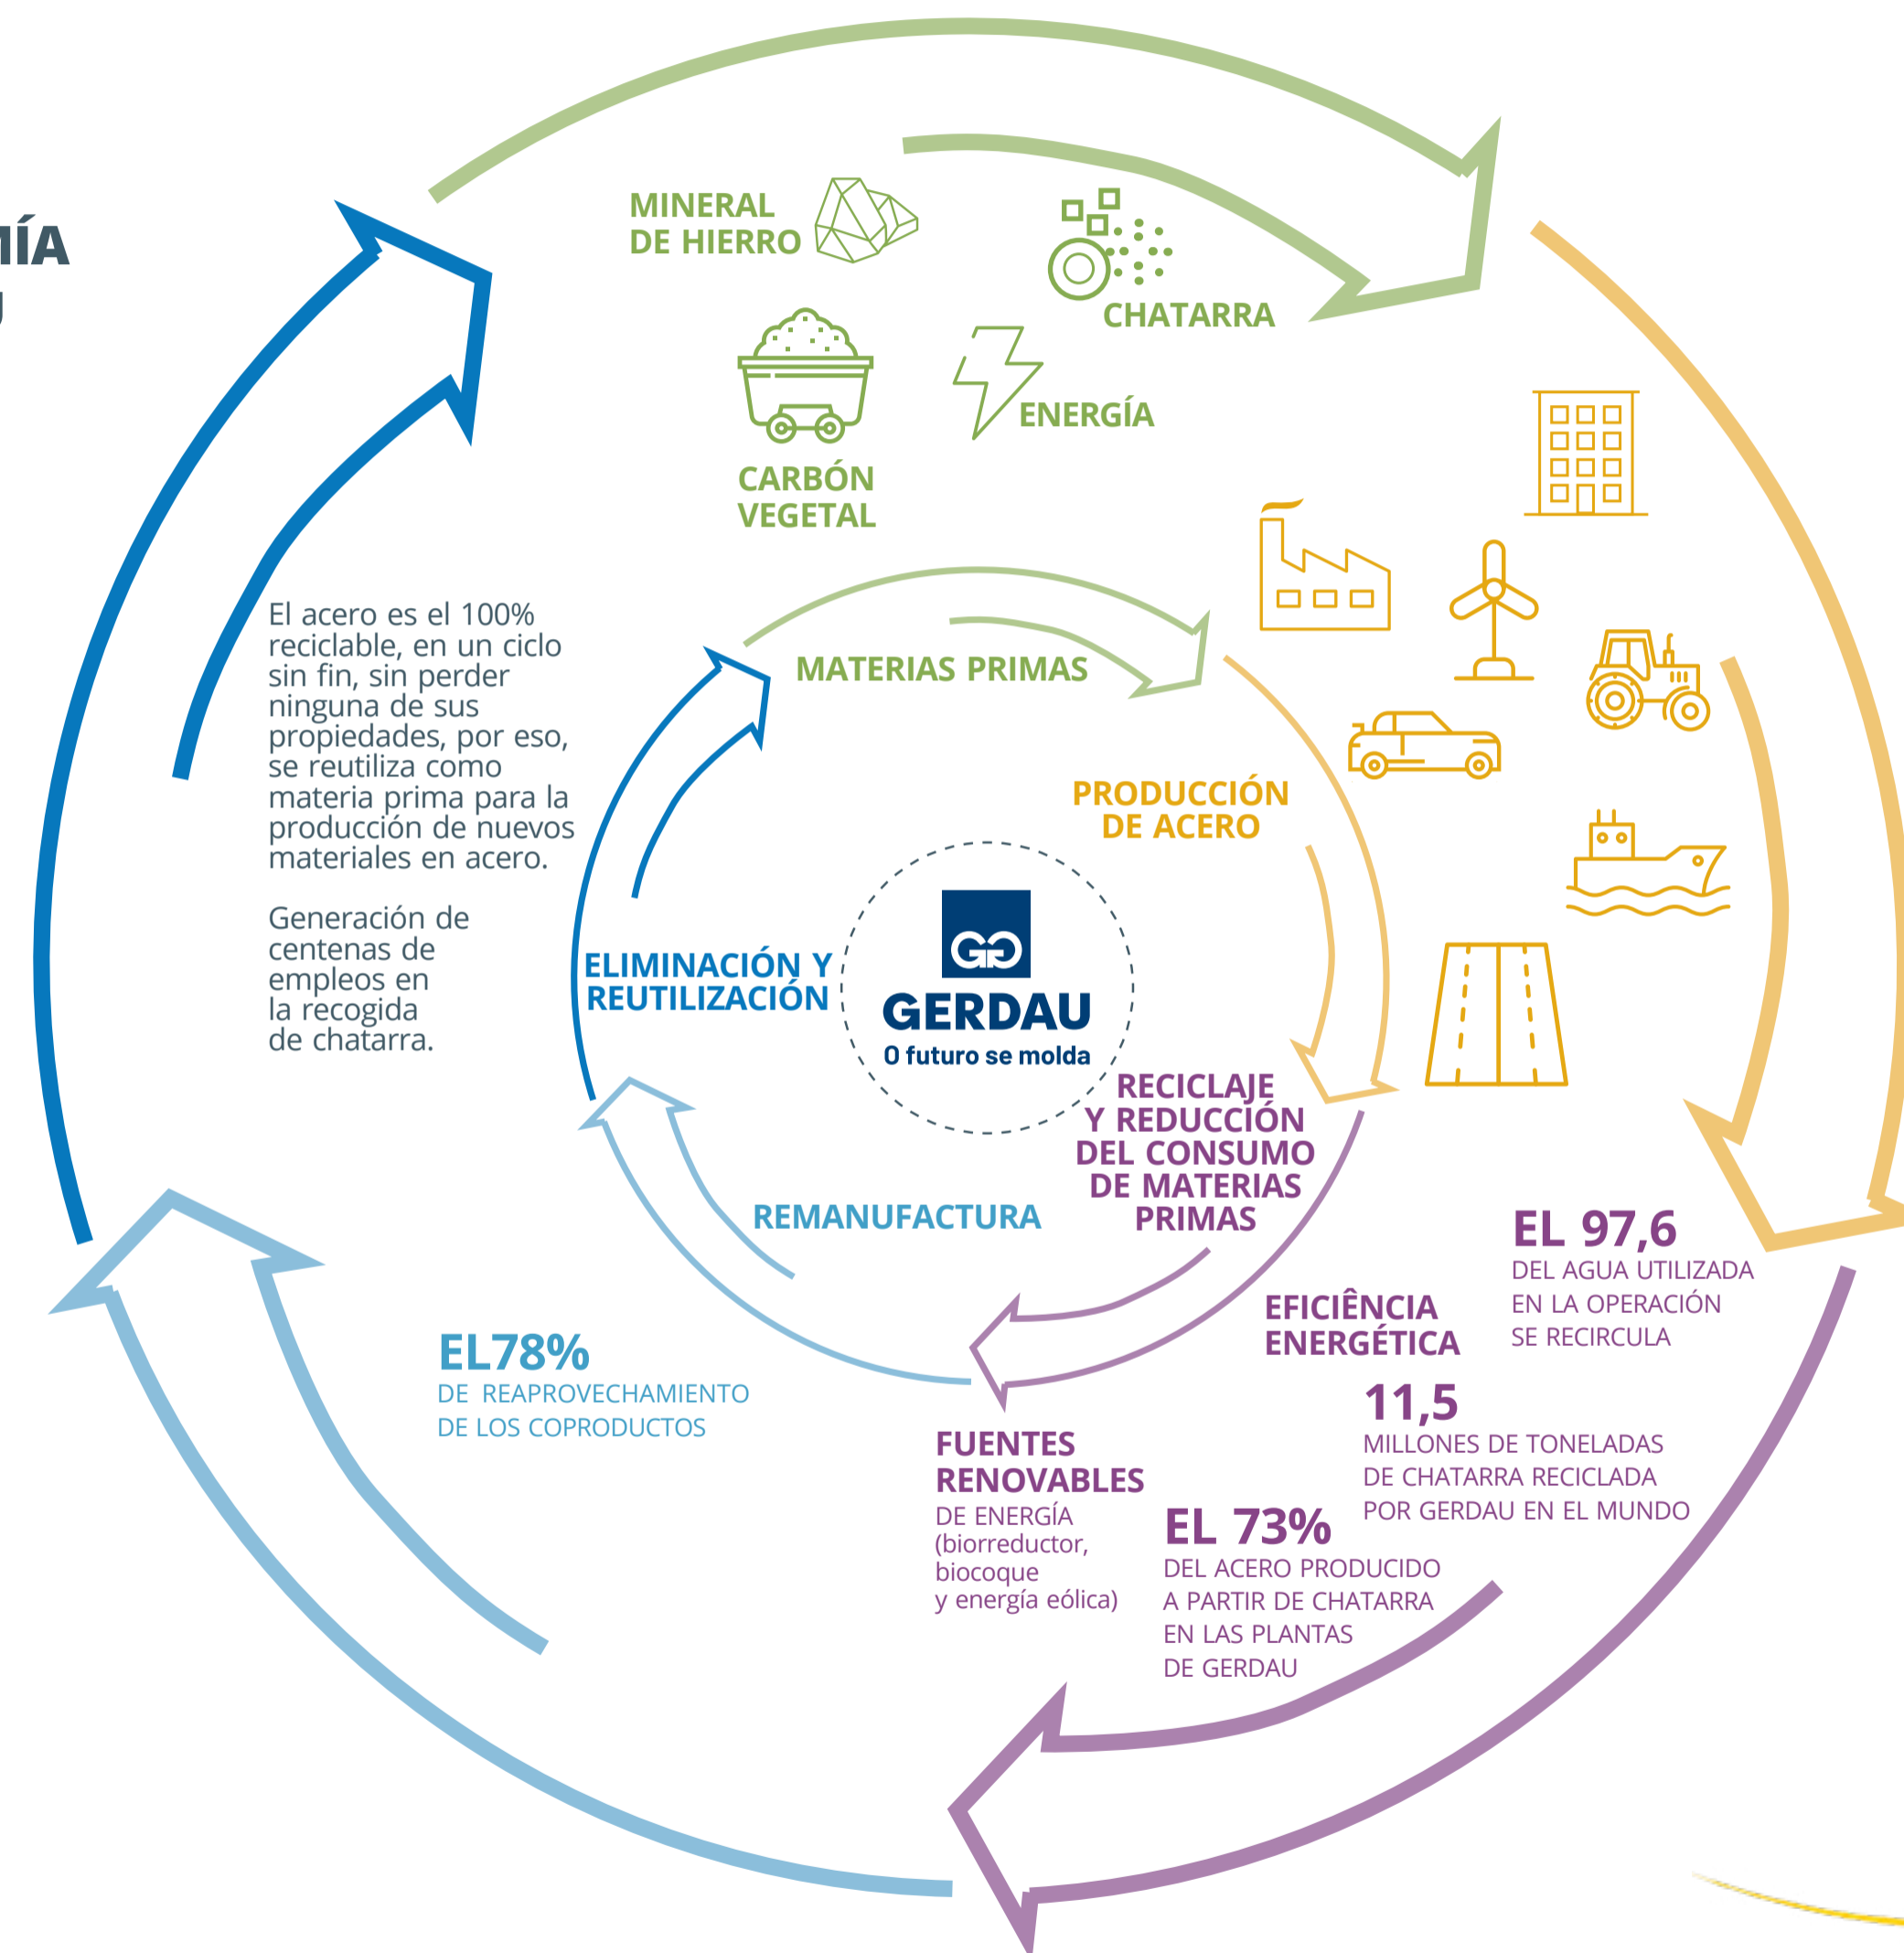 MINERAL
DE HIERRO
CHATARRA
ENERGÍA
CARBÓN
VEGETAL
El acero es el 100%
reciclable, en un ciclo
sin fin, sin perder
ninguna de sus
propiedades, por eso,
se reutiliza como
materia prima para la
producción de nuevos
materiales en acero.
Generación de
centenas de
empleos en
la recogida
de chatarra.
MATERIAS PRIMAS
PRODUCCIÓN
DE ACERO
ELIMINACIÓN Y
REUTILIZACIÓN
GERDAU
O futuro se molda
RECICLAJE
Y REDUCCIÓN
DEL CONSUMO
DE MATERIAS
PRIMAS
REMANUFACTURA
EL 97,6
DEL AGUA UTILIZADA
EN LA OPERACIÓN
SE RECIRCULA
EFICIÊNCIA
ENERGÉTICA
11,5
MILLONES DE TONELADAS
DE CHATARRA RECICLADA
POR GERDAU EN EL MUNDO
EL 73%
DEL ACERO PRODUCIDO
A PARTIR DE CHATARRA
EN LAS PLANTAS
DE GERDAU
FUENTES
RENOVABLES
DE ENERGÍA
(biorreductor,
biocoque
y energía eólica)
EL78%
DE REAPROVECHAMIENTO
DE LOS COPRODUCTOS